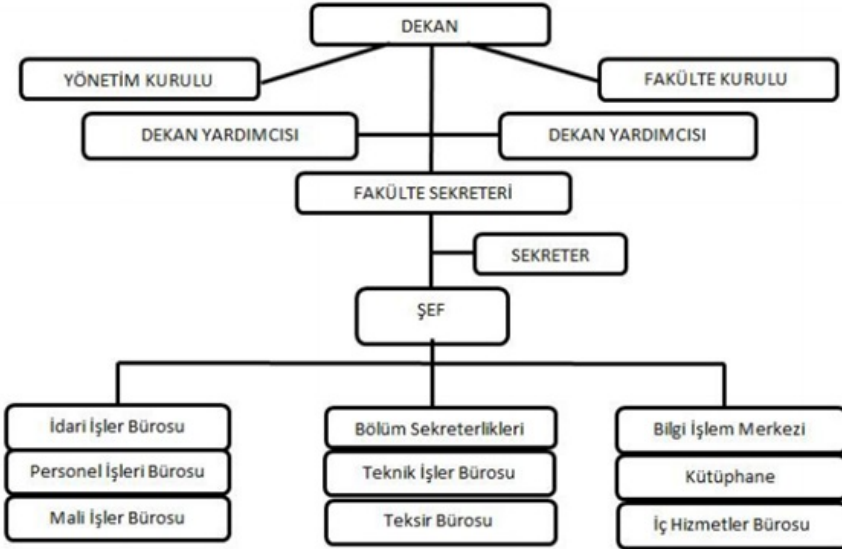 DEKAN
YÖNETİM KURULU
FAKÜLTE KURULU
DEKAN YARDIMCISI
DEKAN YARDIMCISI
FAKÜLTE SEKRETERİ
SEKRETER
ŞEF
İdari İşler Bürosu
Bölüm Sekreterlikleri
Bilgi İşlem Merkezi
Personel İşleri Bürosu
Teknik İşler Bürosu
Kütüphane
Mali İşler Bürosu
Teksir Bürosu
İç Hizmetler Bürosu